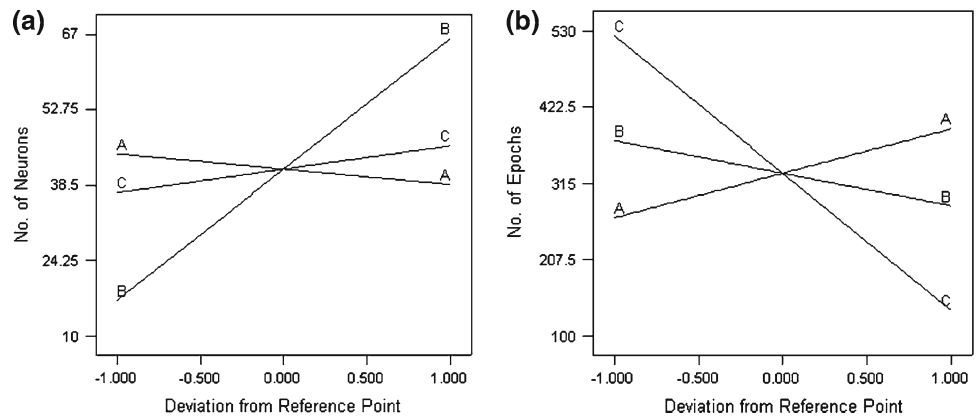 (a)
No. of Neurons
67
52.75
38.5
24.25
10
A
C
B
B
C
A
-1.000 -0.500 0.000 0.500 1.000
Deviation from Reference Point
(b)
No. of Epochs
530
422.5
315
207.5
100
C
B
A
A
B
C
-1.000 -0.500 0.000 0.500 1.000
Deviation from Reference Point